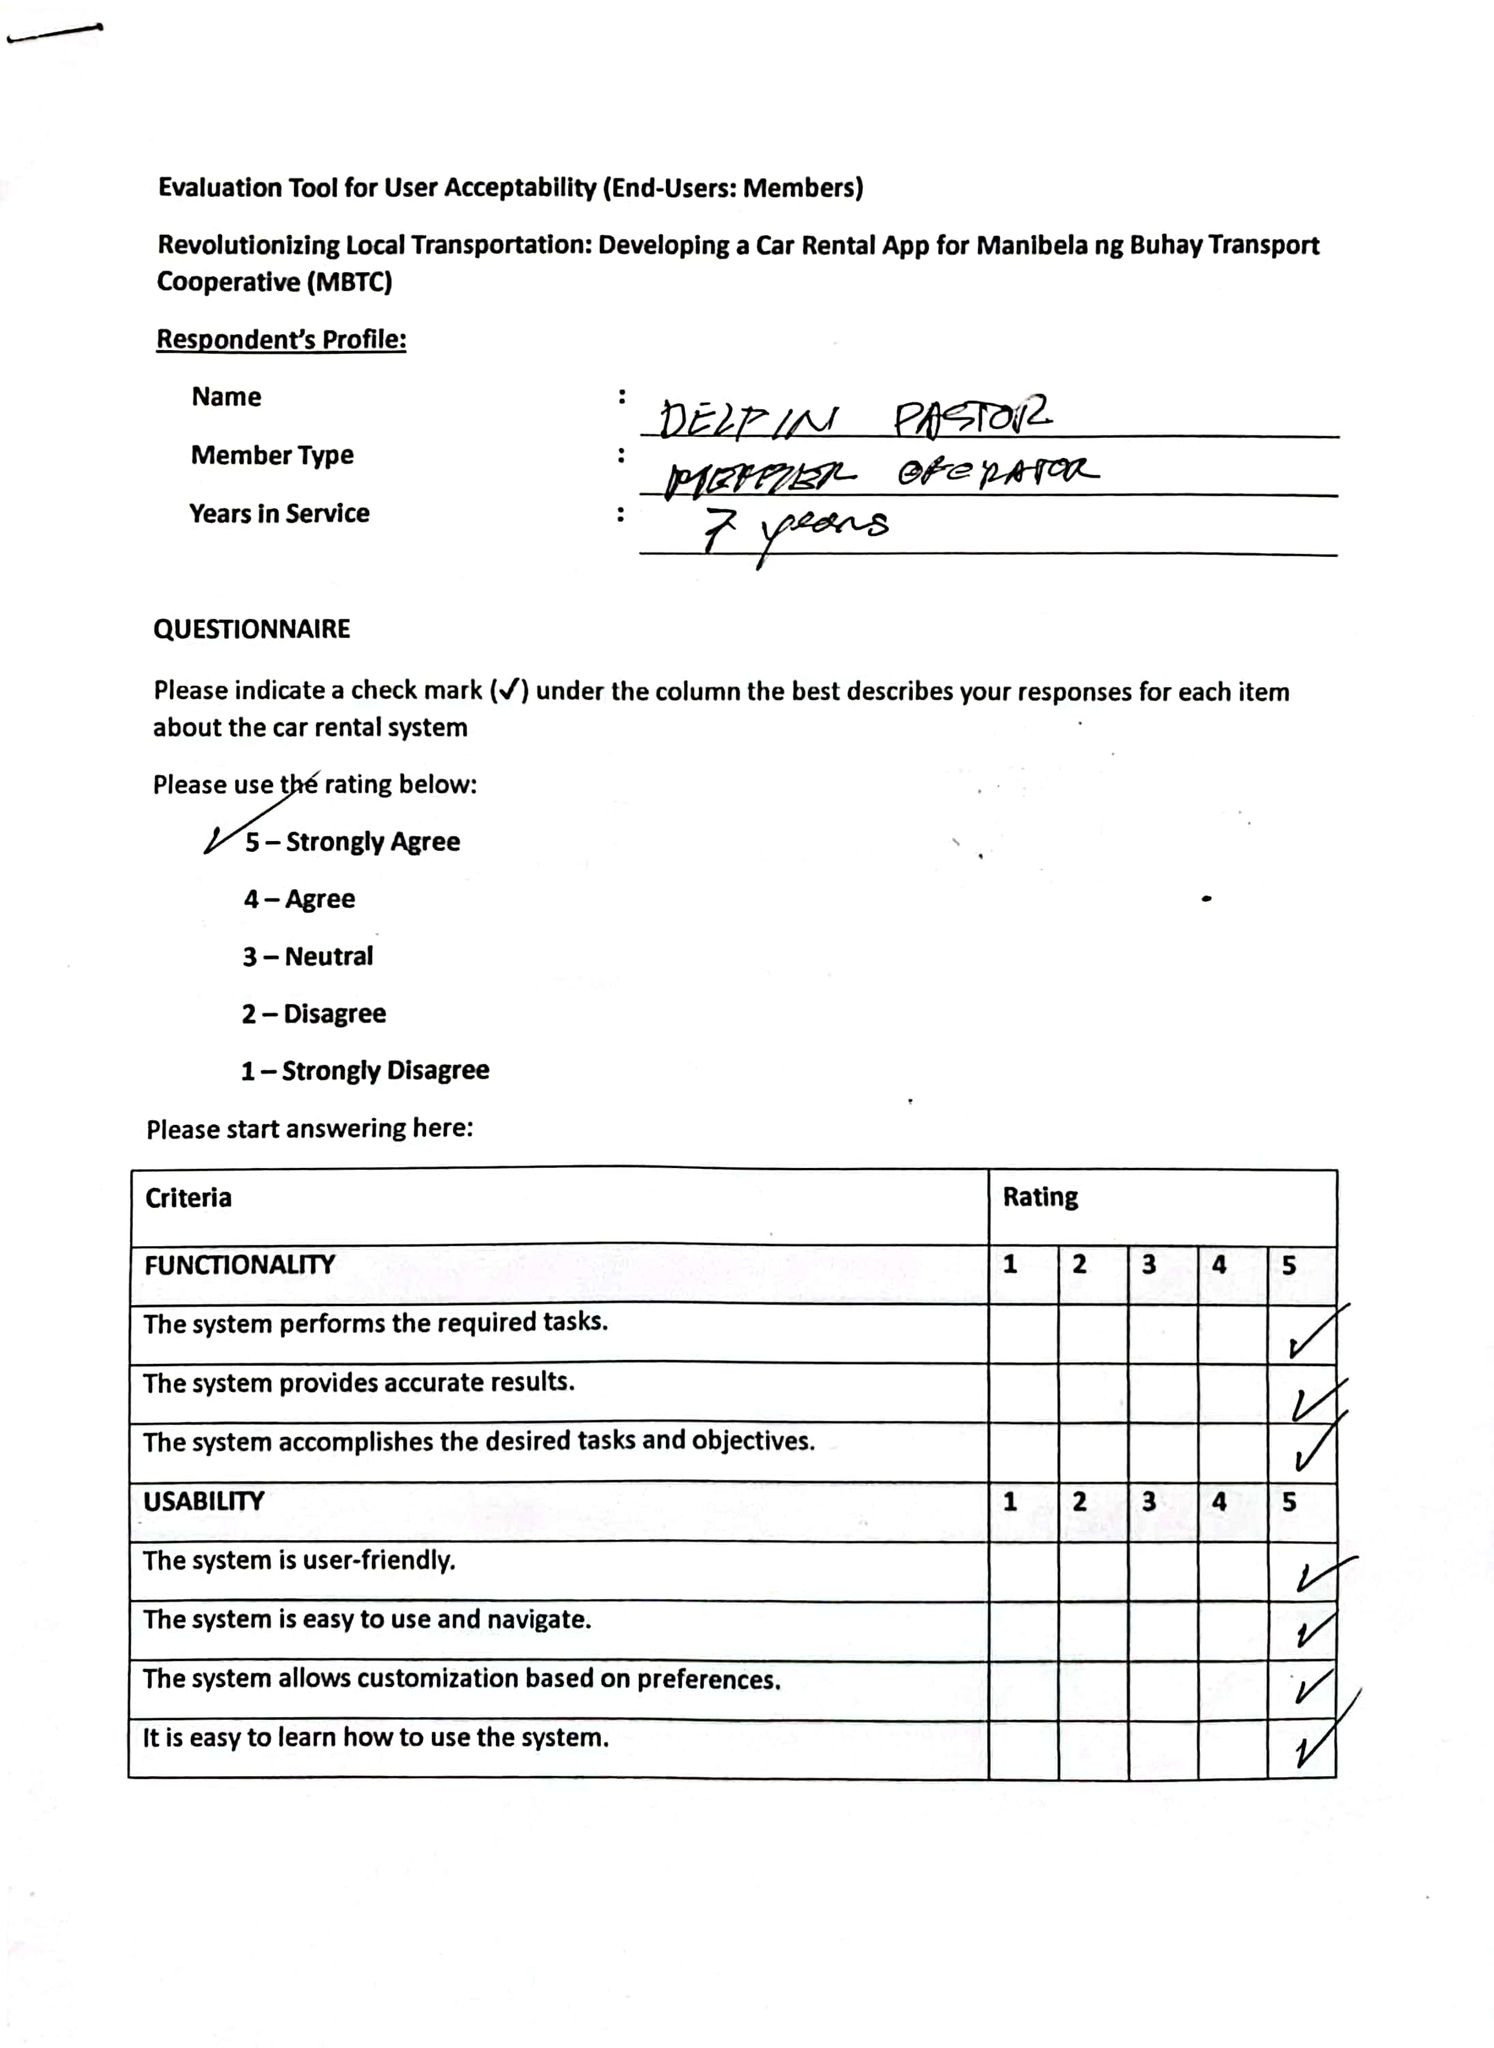 Evaluation Tool for User Acceptability (End-Users: Members)
Revolutionizing Local Transportation: Developing a Car Rental App for Manibela ng Buhay Transport
Cooperative (MBTC)
Respondent's Profile:
Name : DELPIN PASTOR
Member Type : MEMBER OPERATOR
Years in Service : 7 years
QUESTIONNAIRE
Please indicate a check mark (✓) under the column the best describes your responses for each item
about the car rental system
Please use the rating below:
✓ 5 – Strongly Agree
4 – Agree
3 – Neutral
2 – Disagree
1 – Strongly Disagree
Please start answering here:
Criteria Rating
FUNCTIONALITY 1 2 3 4 5
The system performs the required tasks. ✓
The system provides accurate results. ✓
The system accomplishes the desired tasks and objectives. ✓
USABILITY 1 2 3 4 5
The system is user-friendly. ✓
The system is easy to use and navigate. ✓
The system allows customization based on preferences. ✓
It is easy to learn how to use the system. ✓